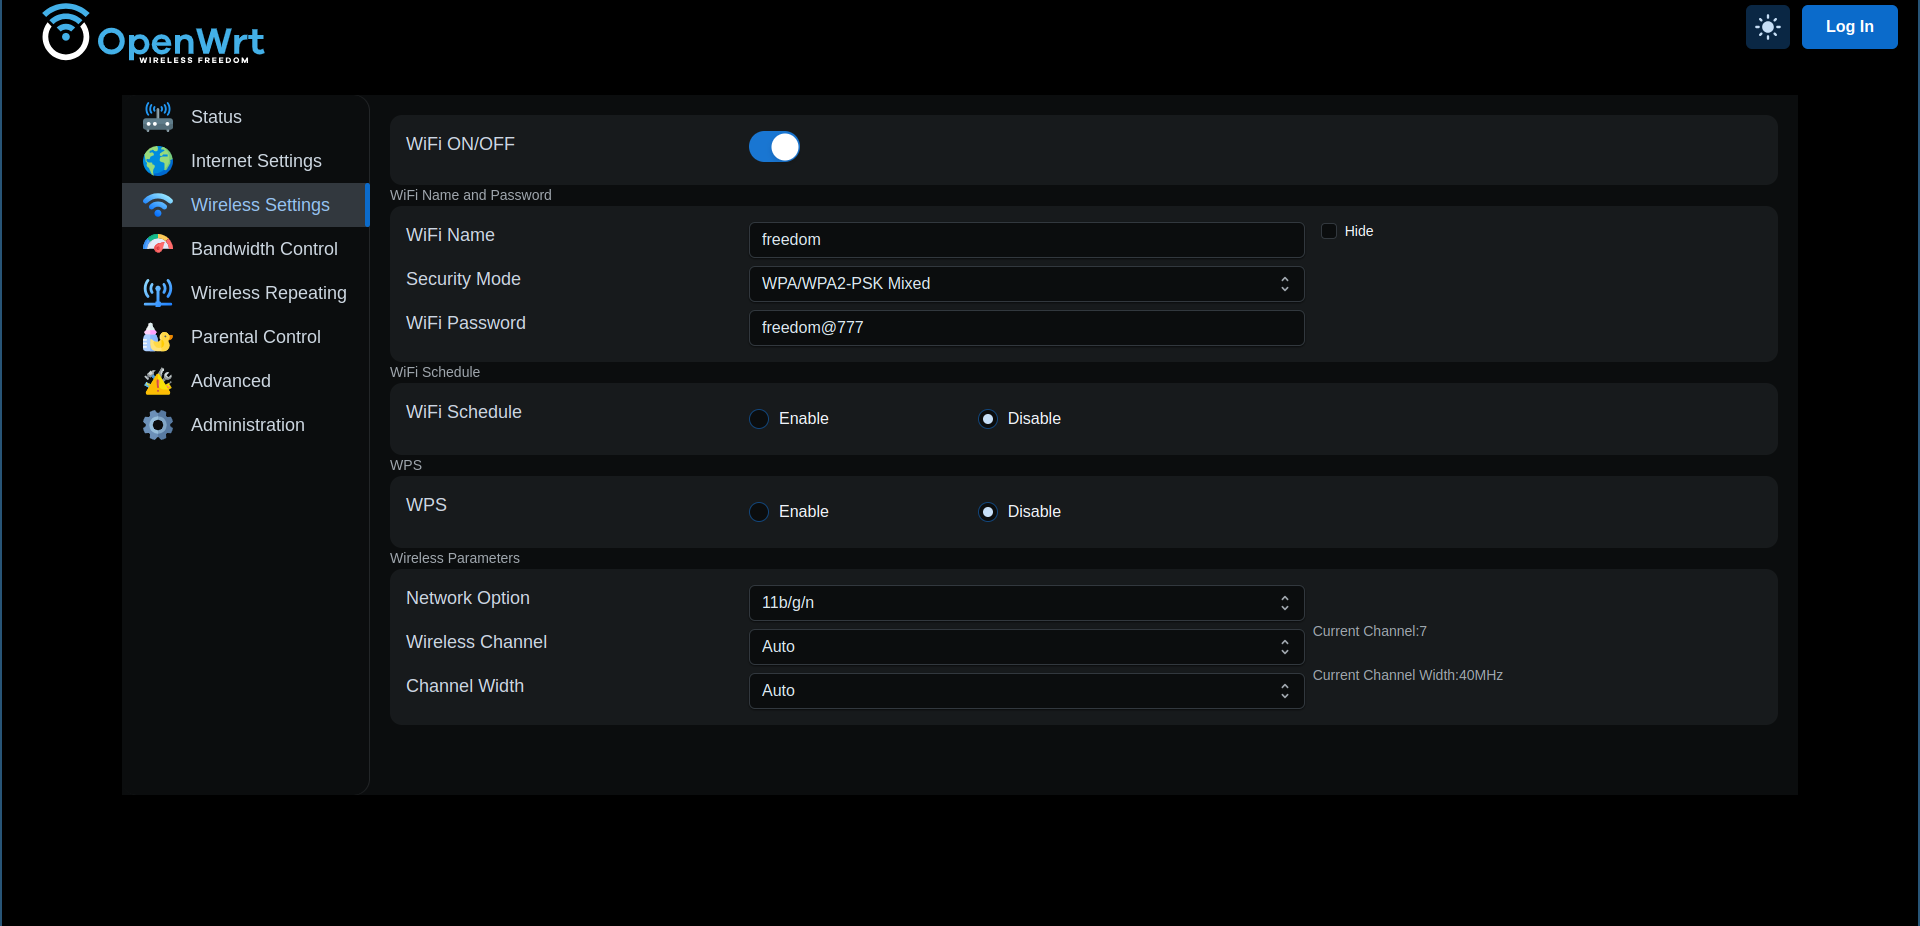 OpenWrt
WIRELESS FREEDOM
Log In
Status
Internet Settings
Wireless Settings
Bandwidth Control
Wireless Repeating
Parental Control
Advanced
Administration
WiFi ON/OFF
WiFi Name and Password
WiFi Name
freedom
Hide
Security Mode
WPA/WPA2-PSK Mixed
WiFi Password
freedom@777
WiFi Schedule
WiFi Schedule
Enable
Disable
WPS
WPS
Enable
Disable
Wireless Parameters
Network Option
11b/g/n
Wireless Channel
Auto
Current Channel:7
Channel Width
Auto
Current Channel Width:40MHz